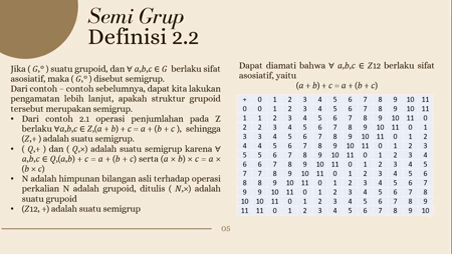 Semi Grup
Definisi 2.2
Jika ( G,° ) suatu grupoid, dan ∀ a,b,c ∈ G berlaku sifat
asosiatif, maka ( G,° ) disebut semigrup.
Dari contoh – contoh sebelumnya, dapat kita lakukan
pengamatan lebih lanjut, apakah struktur grupoid
tersebut merupakan semigrup.
• Dari contoh 2.1 operasi penjumlahan pada Z
berlaku ∀a,b,c ∈ Z,(a + b) + c = a + (b + c ), sehingga
(Z,+) adalah suatu semigrup.
• ( Q,+ ) dan ( Q,×) adalah suatu semigrup karena ∀
a,b,c ∈ Q,(a,b) + c = a + (b + c) serta (a × b) × c = a ×
(b × c)
• N adalah himpunan bilangan asli terhadap operasi
perkalian N adalah grupoid, ditulis ( N,×) adalah
suatu grupoid
• (Z12, +) adalah suatu semigrup
Dapat diamati bahwa ∀ a,b,c ∈ Z12 berlaku sifat
asosiatif, yaitu
(a + b) + c = a + (b + c)
+ 0 1 2 3 4 5 6 7 8 9 10 11
0 0 1 2 3 4 5 6 7 8 9 10 11
1 1 2 3 4 5 6 7 8 9 10 11 0
2 2 3 4 5 6 7 8 9 10 11 0 1
3 3 4 5 6 7 8 9 10 11 0 1 2
4 4 5 6 7 8 9 10 11 0 1 2 3
5 5 6 7 8 9 10 11 0 1 2 3 4
6 6 7 8 9 10 11 0 1 2 3 4 5
7 7 8 9 10 11 0 1 2 3 4 5 6
8 8 9 10 11 0 1 2 3 4 5 6 7
9 9 10 11 0 1 2 3 4 5 6 7 8
10 10 11 0 1 2 3 4 5 6 7 8 9
11 11 0 1 2 3 4 5 6 7 8 9 10
05